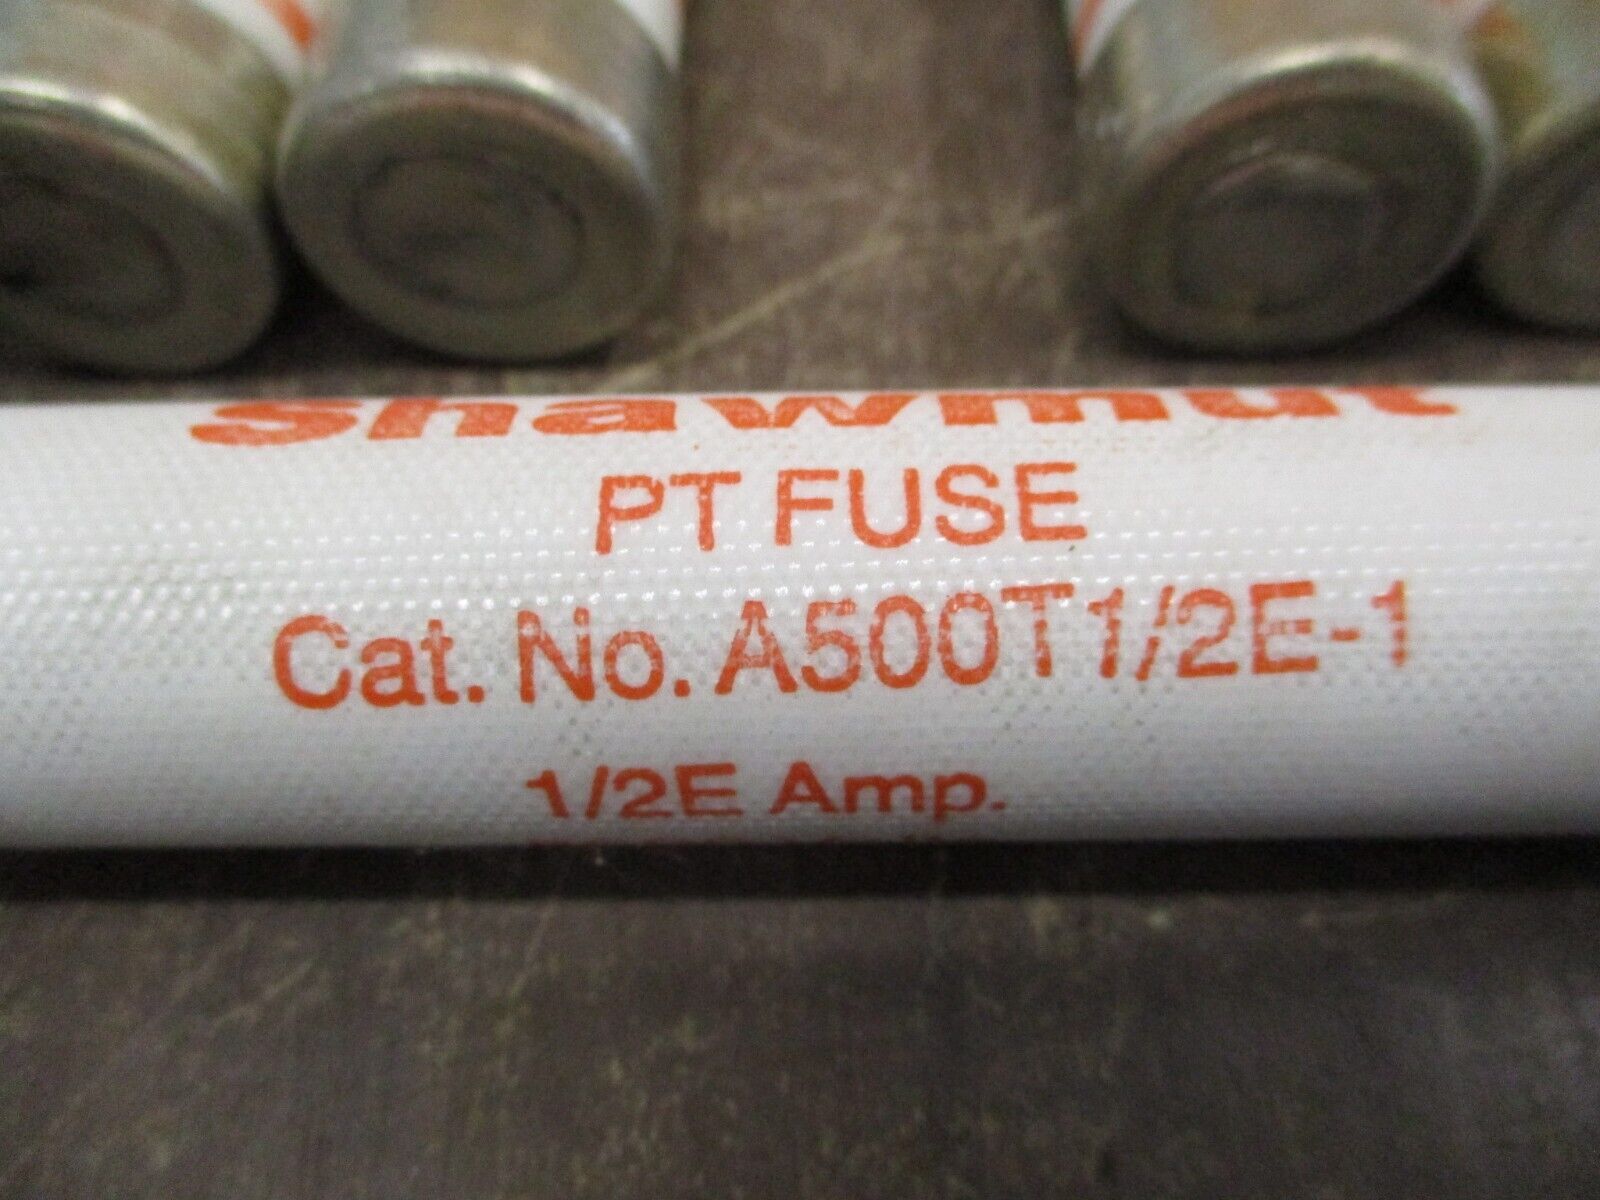 Shawmut
PT FUSE
Cat. No. A500T1/2E-1
1/2E Amp.